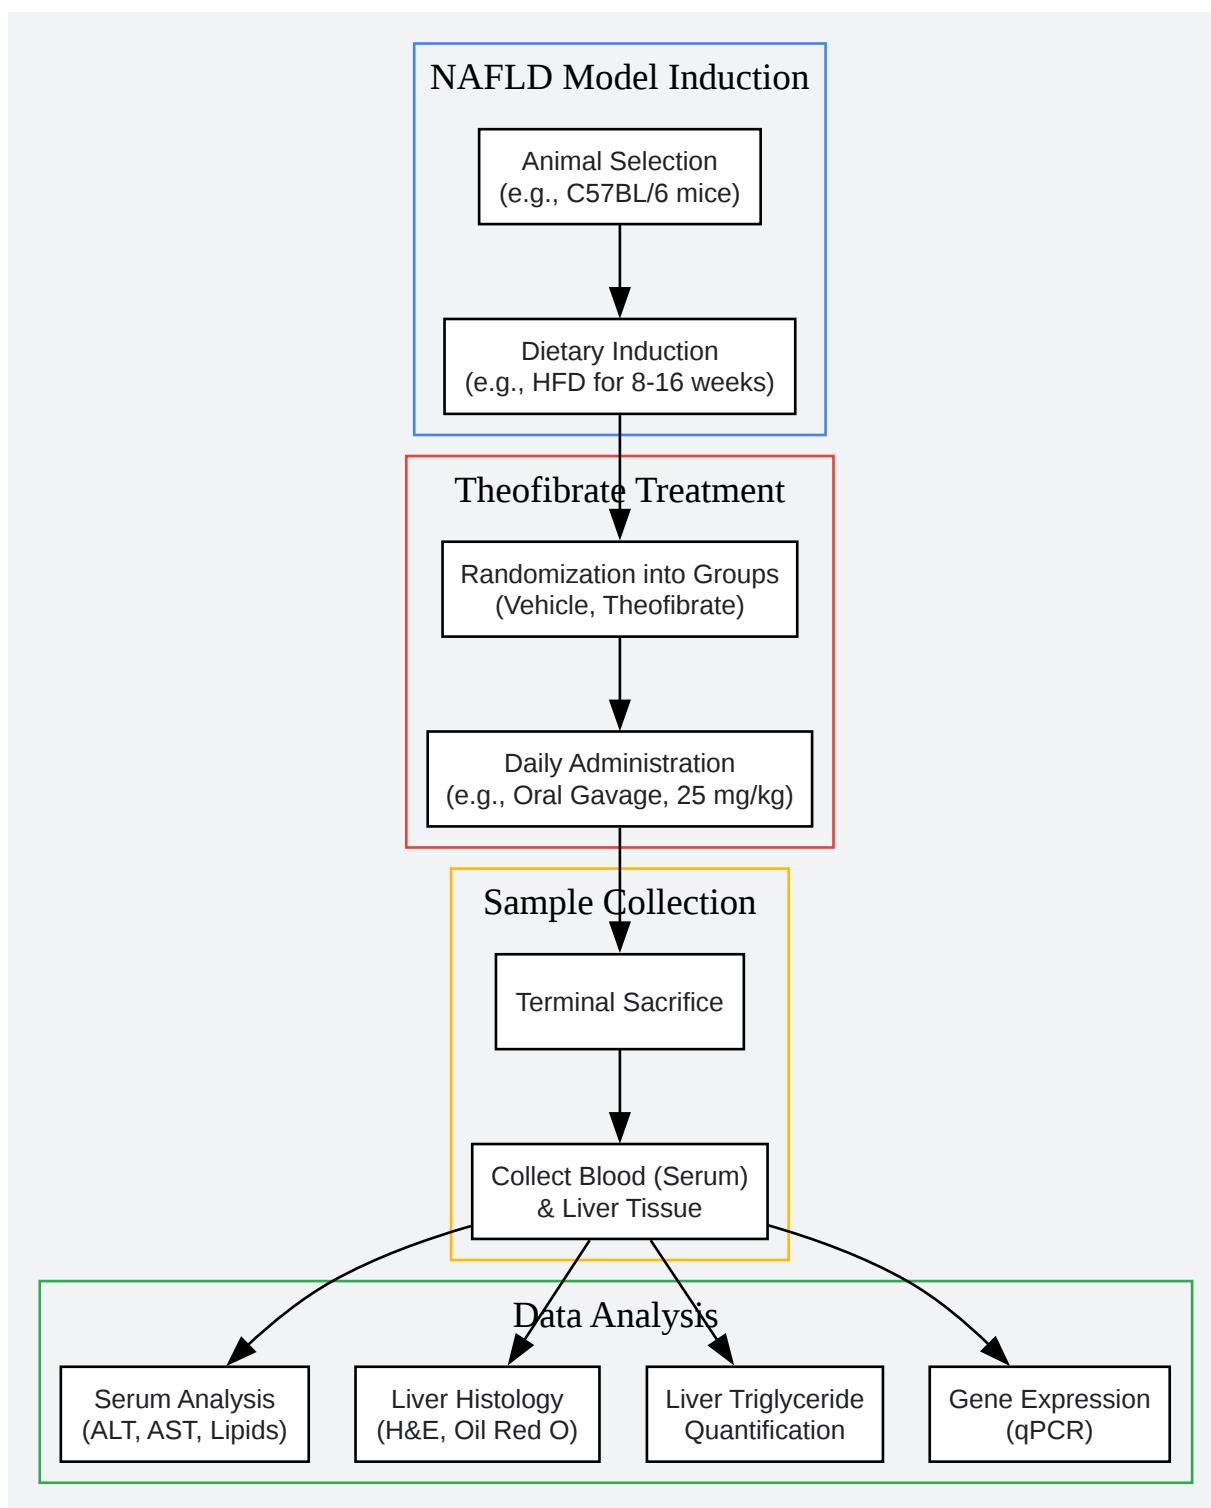 NAFLD Model Induction
Animal Selection
(e.g., C57BL/6 mice)
Dietary Induction
(e.g., HFD for 8-16 weeks)
Theofibrate Treatment
Randomization into Groups
(Vehicle, Theofibrate)
Daily Administration
(e.g., Oral Gavage, 25 mg/kg)
Sample Collection
Terminal Sacrifice
Collect Blood (Serum)
& Liver Tissue
Data Analysis
Serum Analysis
(ALT, AST, Lipids)
Liver Histology
(H&E, Oil Red O)
Liver Triglyceride
Quantification
Gene Expression
(qPCR)